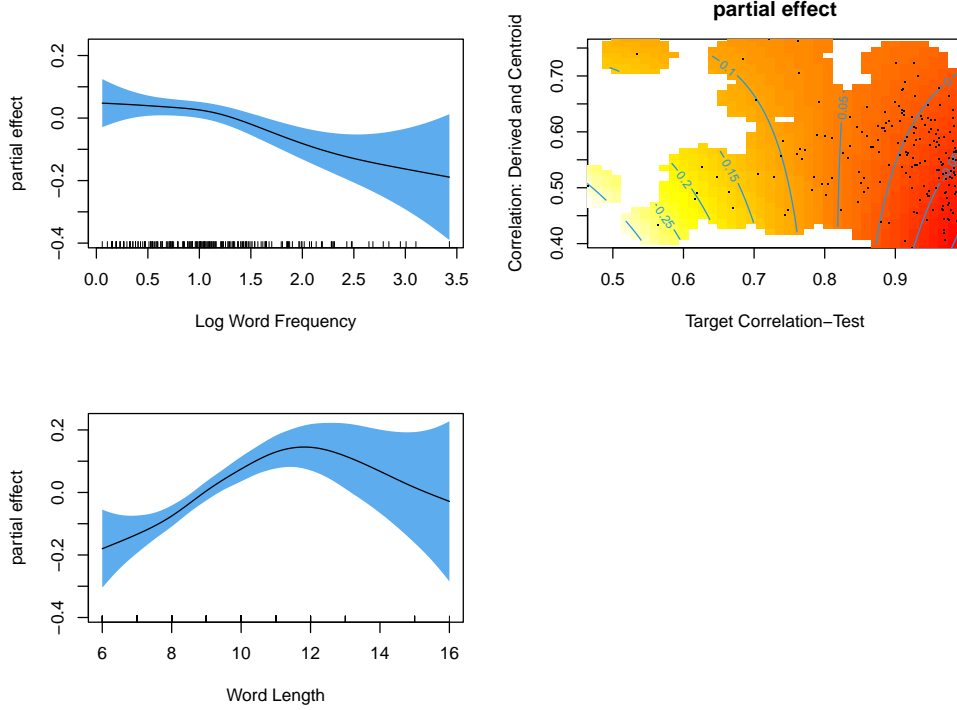 partial effect
0.2
0.0
−0.2
−0.4
0.0 0.5 1.0 1.5 2.0 2.5 3.0 3.5
Log Word Frequency
partial effect
Correlation: Derived and Centroid
0.70
0.60
0.50
0.40
−0.1
0.05
−0.2
−0.15
−0.25
0.5 0.6 0.7 0.8 0.9
Target Correlation−Test
partial effect
0.2
0.0
−0.2
−0.4
6 8 10 12 14 16
Word Length